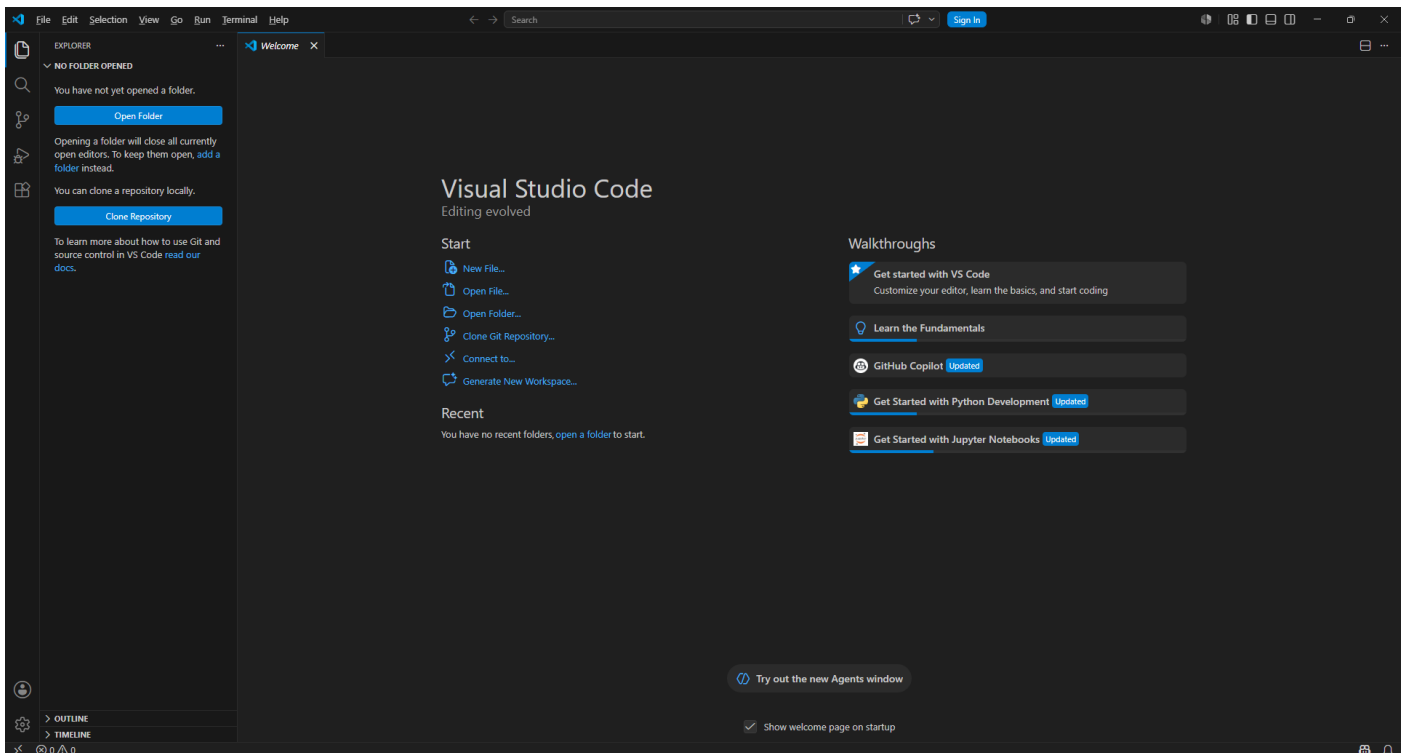 File Edit Selection View Go Run Terminal Help
Search
Sign In
EXPLORER
Welcome
NO FOLDER OPENED
You have not yet opened a folder.
Open Folder
Opening a folder will close all currently
open editors. To keep them open, add a
folder instead.
You can clone a repository locally.
Clone Repository
To learn more about how to use Git and
source control in VS Code read our
docs.
Visual Studio Code
Editing evolved
Start
New File...
Open File...
Open Folder...
Clone Git Repository...
Connect to...
Generate New Workspace...
Recent
You have no recent folders, open a folder to start.
Walkthroughs
Get started with VS Code
Customize your editor, learn the basics, and start coding
Learn the Fundamentals
GitHub Copilot Updated
Get Started with Python Development Updated
Get Started with Jupyter Notebooks Updated
Try out the new Agents window
Show welcome page on startup
OUTLINE
TIMELINE
0 0